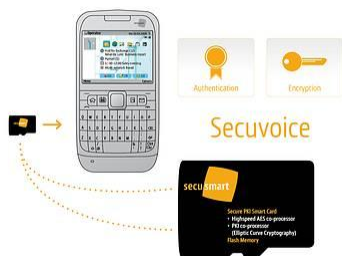 Authentication
Encryption
Secuvoice
secusmart
Secure PKI Smart Card
• Highspeed AES co-processor
• PKI co-processor
(Elliptic Curve Cryptography)
Flash Memory